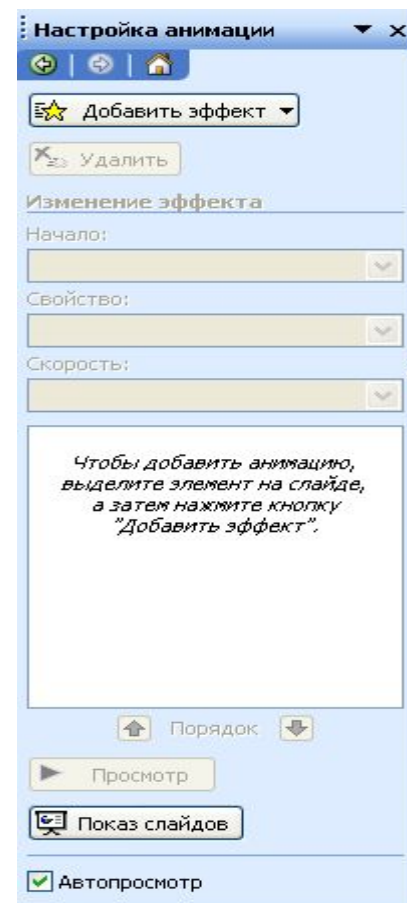 Настройка анимации
Добавить эффект
Удалить
Изменение эффекта
Начало:
Свойство:
Скорость:
Чтобы добавить анимацию,
выделите элемент на слайде,
а затем нажмите кнопку
"Добавить эффект".
Порядок
Просмотр
Показ слайдов
Автопросмотр